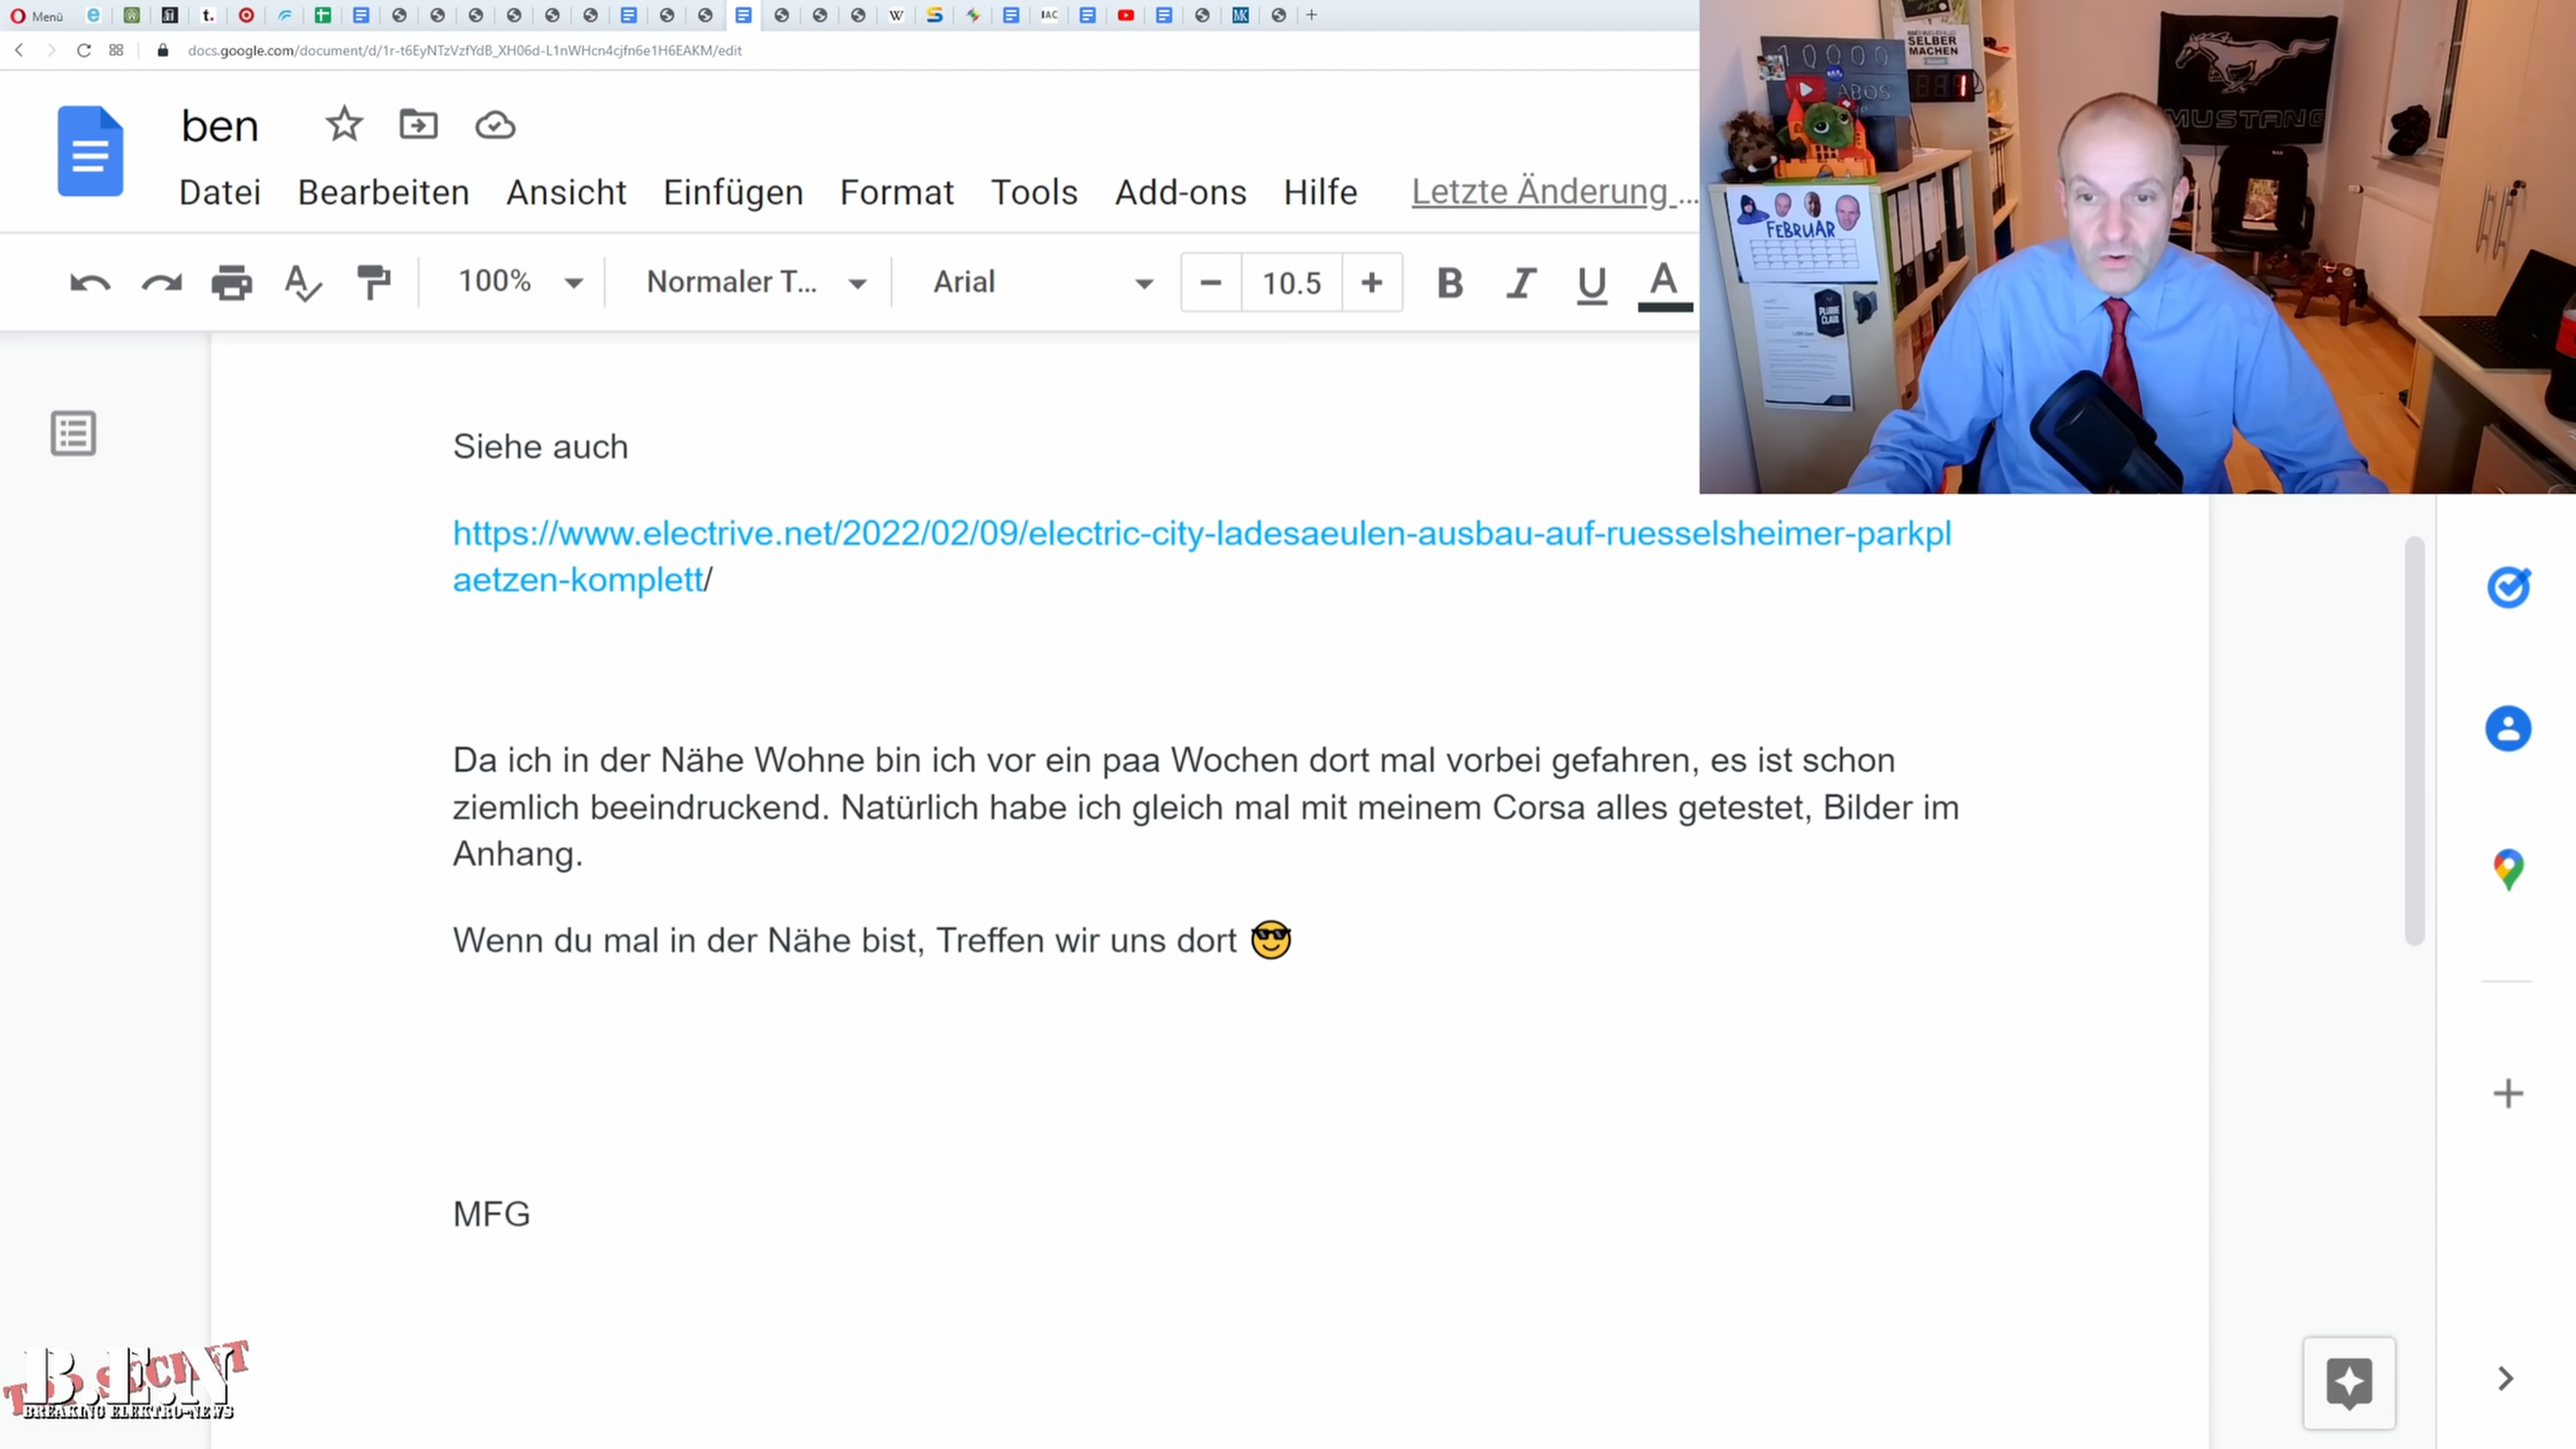 Menü
docs.google.com/document/d/1r-t6EyNTzVzfYdB_XH06d-L1nWHcn4cjfn6e1H6EAKM/edit
ben
Datei Bearbeiten Ansicht Einfügen Format Tools Add-ons Hilfe Letzte Änderung ...
100% Normaler T... Arial 10.5 B I U A
10000
ABOS
SELBER
MACHEN
MUSTANG
FEBRUAR
Siehe auch
https://www.electrive.net/2022/02/09/electric-city-ladesaeulen-ausbau-auf-ruesselsheimer-parkpl
aetzen-komplett/
Da ich in der Nähe Wohne bin ich vor ein paa Wochen dort mal vorbei gefahren, es ist schon
ziemlich beeindruckend. Natürlich habe ich gleich mal mit meinem Corsa alles getestet, Bilder im
Anhang.
Wenn du mal in der Nähe bist, Treffen wir uns dort 😎
MFG
B.E.N
BREAKING ELEKTRO-NEWS